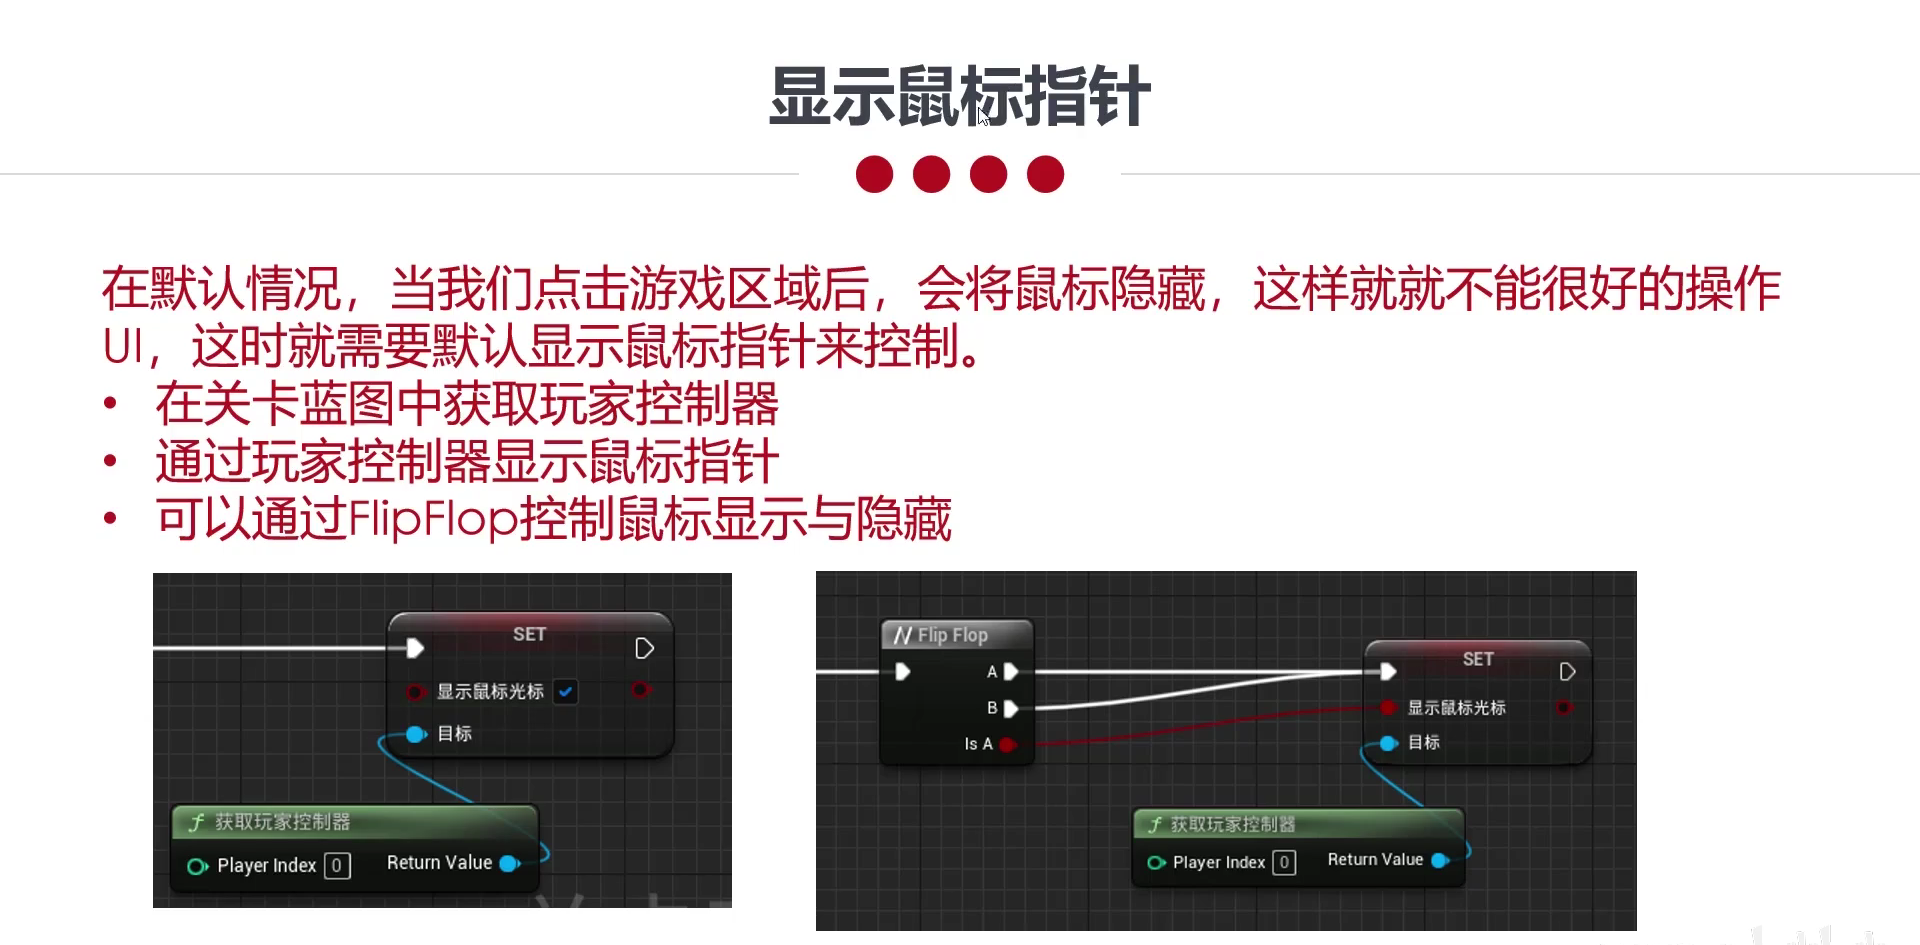 显示鼠标指针
在默认情况，当我们点击游戏区域后，会将鼠标隐藏，这样就就不能很好的操作
UI，这时就需要默认显示鼠标指针来控制。
• 在关卡蓝图中获取玩家控制器
• 通过玩家控制器显示鼠标指针
• 可以通过FlipFlop控制鼠标显示与隐藏
SET
显示鼠标光标
目标
获取玩家控制器
Player Index 0 Return Value
Flip Flop
A
B
Is A
SET
显示鼠标光标
目标
获取玩家控制器
Player Index 0 Return Value